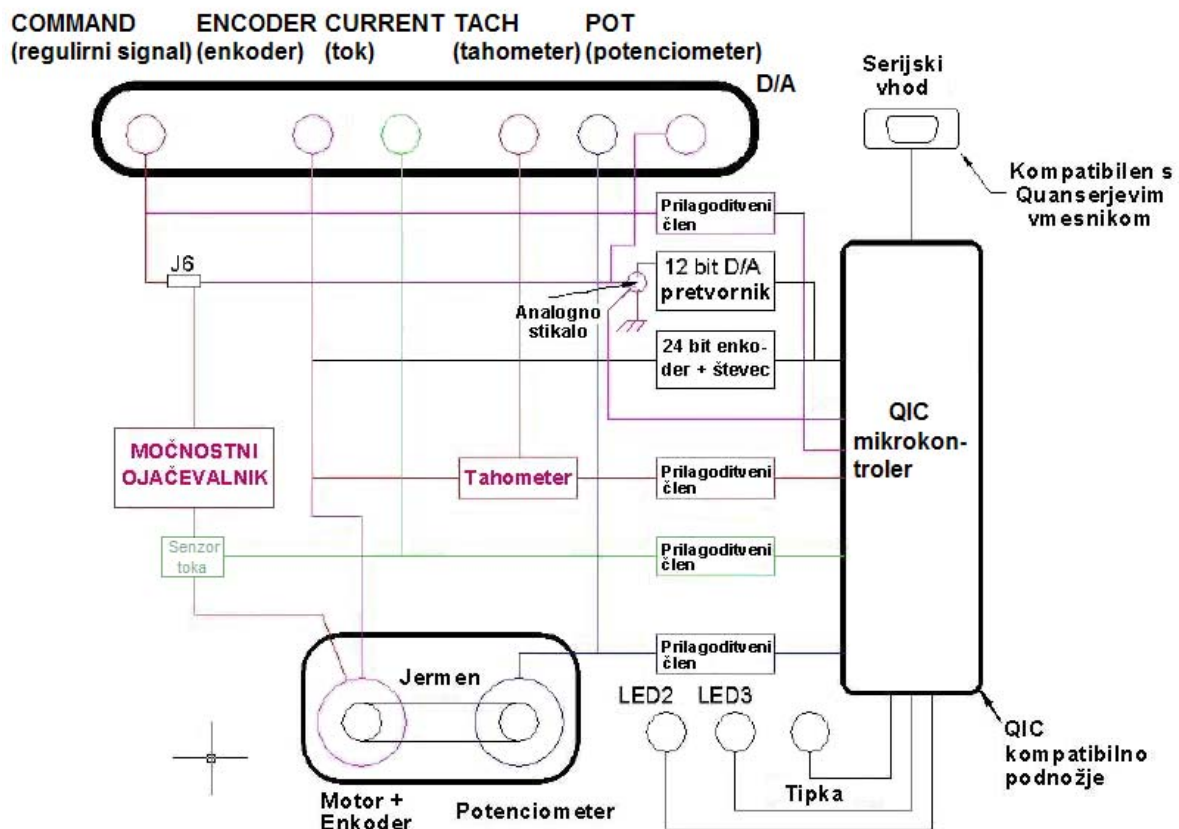 COMMAND ENCODER CURRENT TACH POT
(regulirni signal) (enkoder) (tok) (tahometer) (potenciometer)
D/A
Serijski
vhod
Kompatibilen s
Quanserjevim
vmesnikom
Prilagoditveni
člen
J6
12 bit D/A
pretvornik
Analogno
stikalo
24 bit enko-
der + števec
QIC
mikrokon-
troler
MOČNOSTNI
OJAČEVALNIK
Tahometer
Prilagoditveni
člen
Senzor
toka
Prilagoditveni
člen
Prilagoditveni
člen
Jermen
LED2 LED3
QIC
kompatibilno
podnožje
Tipka
Motor +
Enkoder
Potenciometer